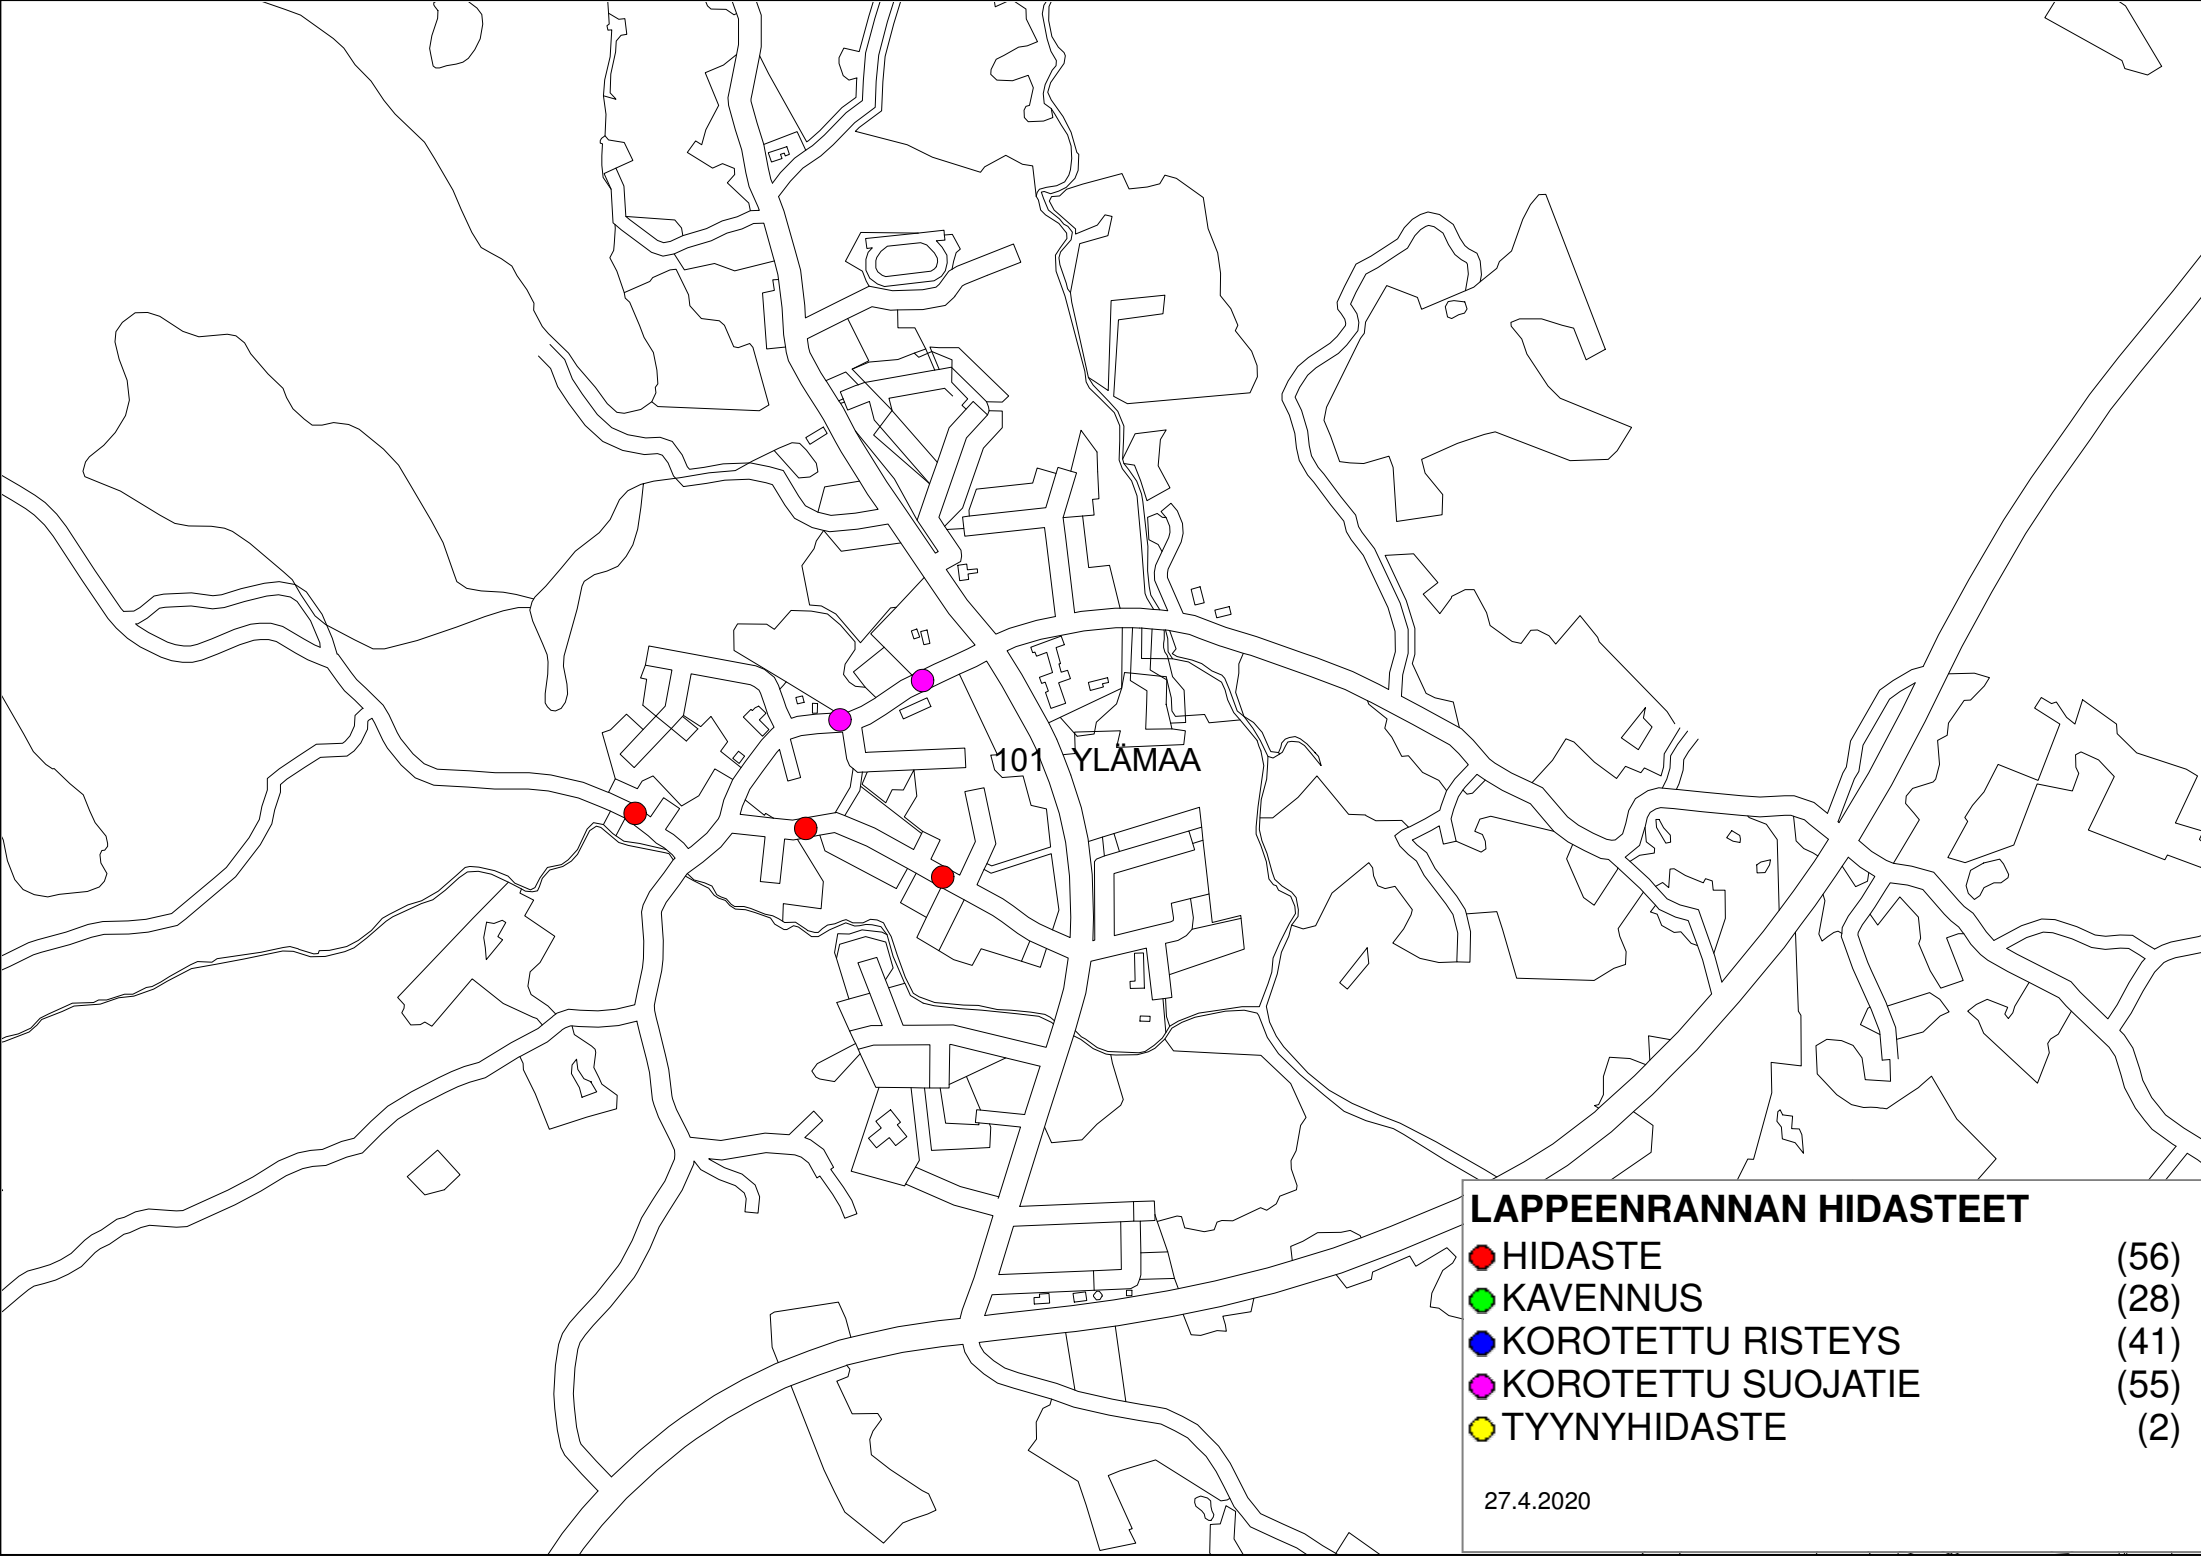 101 YLÄMAA
LAPPEENRANNAN HIDASTEET
HIDASTE (56)
KAVENNUS (28)
KOROTETTU RISTEYS (41)
KOROTETTU SUOJATIE (55)
TYYNYHIDASTE (2)
27.4.2020